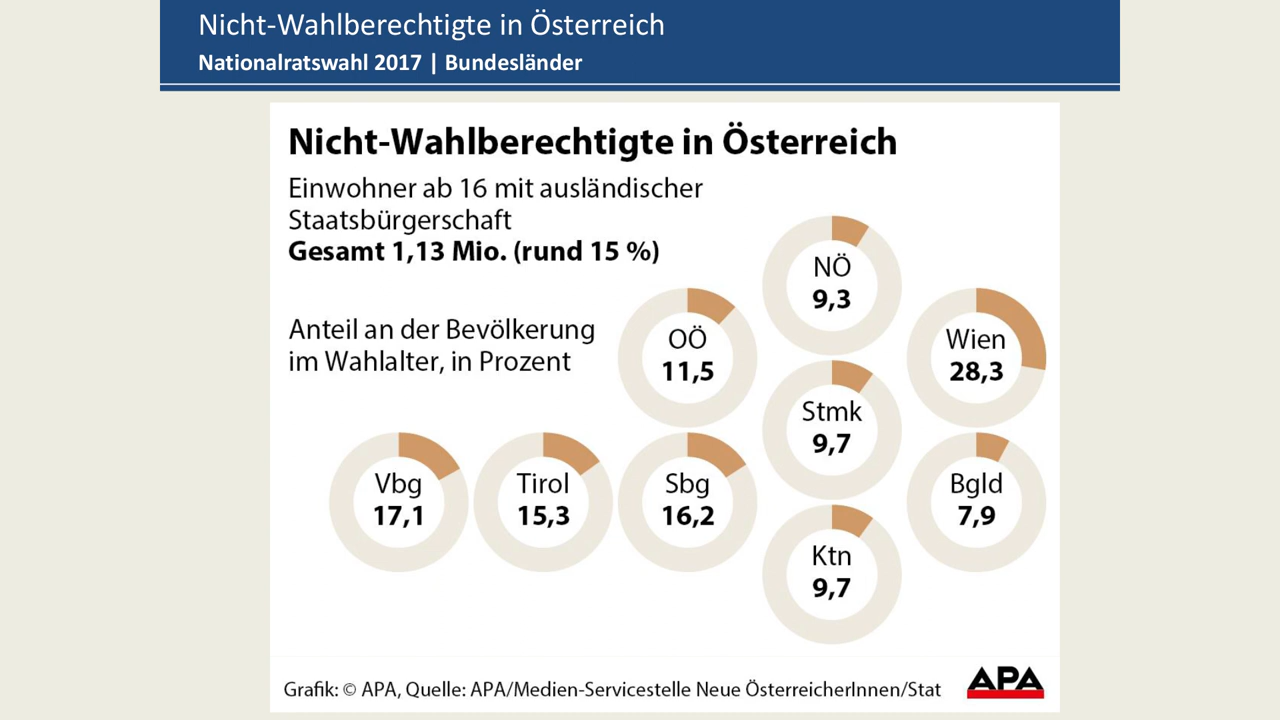 Nicht-Wahlberechtigte in Österreich
Nationalratswahl 2017 | Bundesländer
Nicht-Wahlberechtigte in Österreich
Einwohner ab 16 mit ausländischer
Staatsbürgerschaft
Gesamt 1,13 Mio. (rund 15 %)
Anteil an der Bevölkerung
im Wahlalter, in Prozent
NÖ
9,3
OÖ
11,5
Wien
28,3
Stmk
9,7
Vbg
17,1
Tirol
15,3
Sbg
16,2
Bgld
7,9
Ktn
9,7
Grafik: © APA, Quelle: APA/Medien-Servicestelle Neue ÖsterreicherInnen/Stat
APA